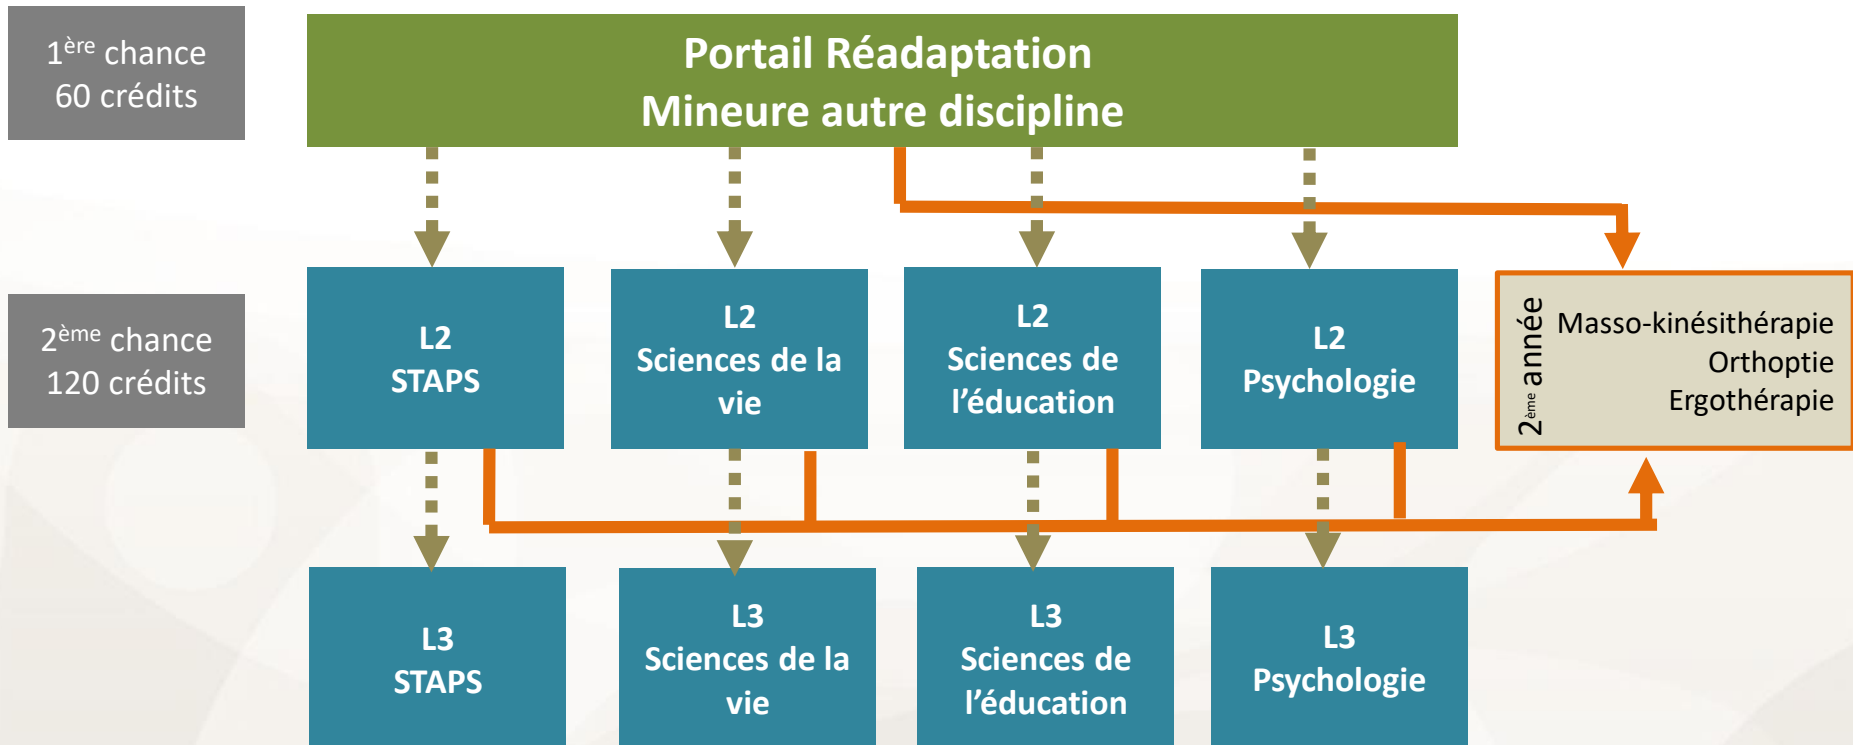 1ère chance
60 crédits
Portail Réadaptation
Mineure autre discipline
2ème chance
120 crédits
L2
STAPS
L2
Sciences de la
vie
L2
Sciences de
l’éducation
L2
Psychologie
2ème année
Masso-kinésithérapie
Orthoptie
Ergothérapie
L3
STAPS
L3
Sciences de la
vie
L3
Sciences de
l’éducation
L3
Psychologie